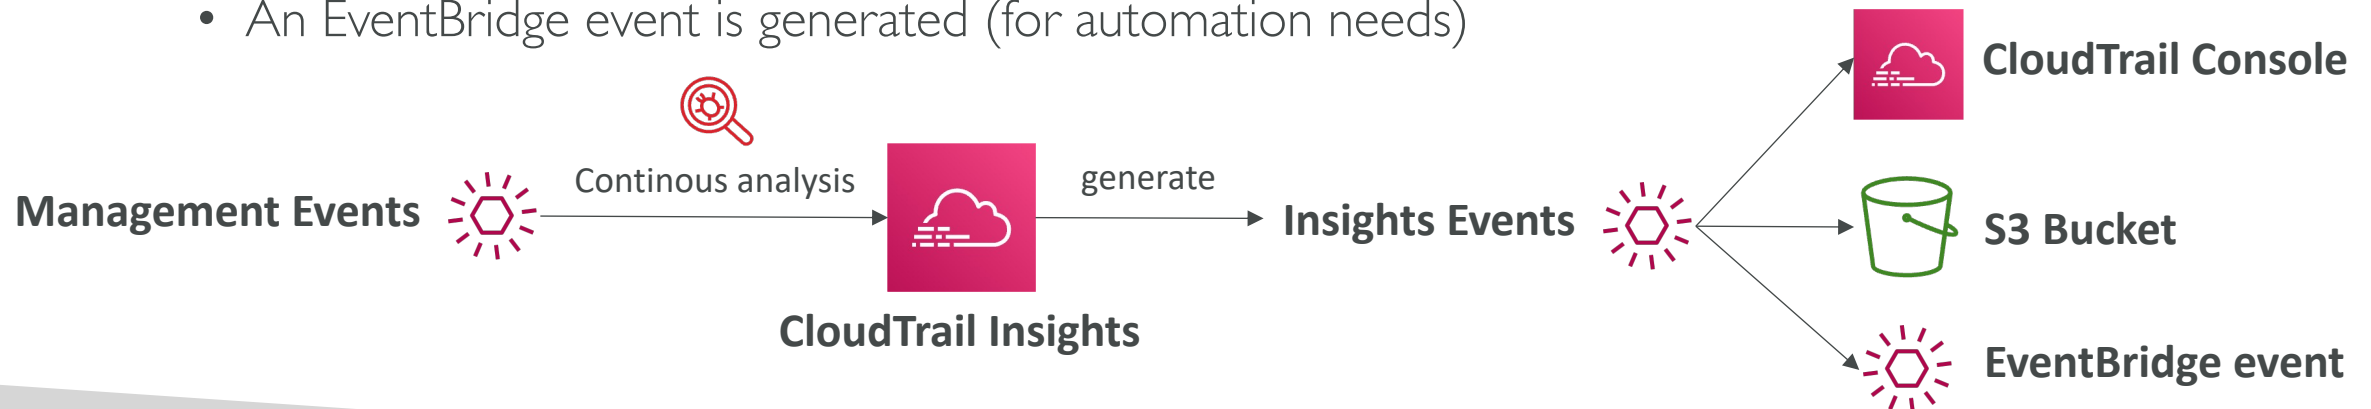 • An EventBridge event is generated (for automation needs)
CloudTrail Console
Continous analysis
generate
Management Events
Insights Events
S3 Bucket
CloudTrail Insights
EventBridge event